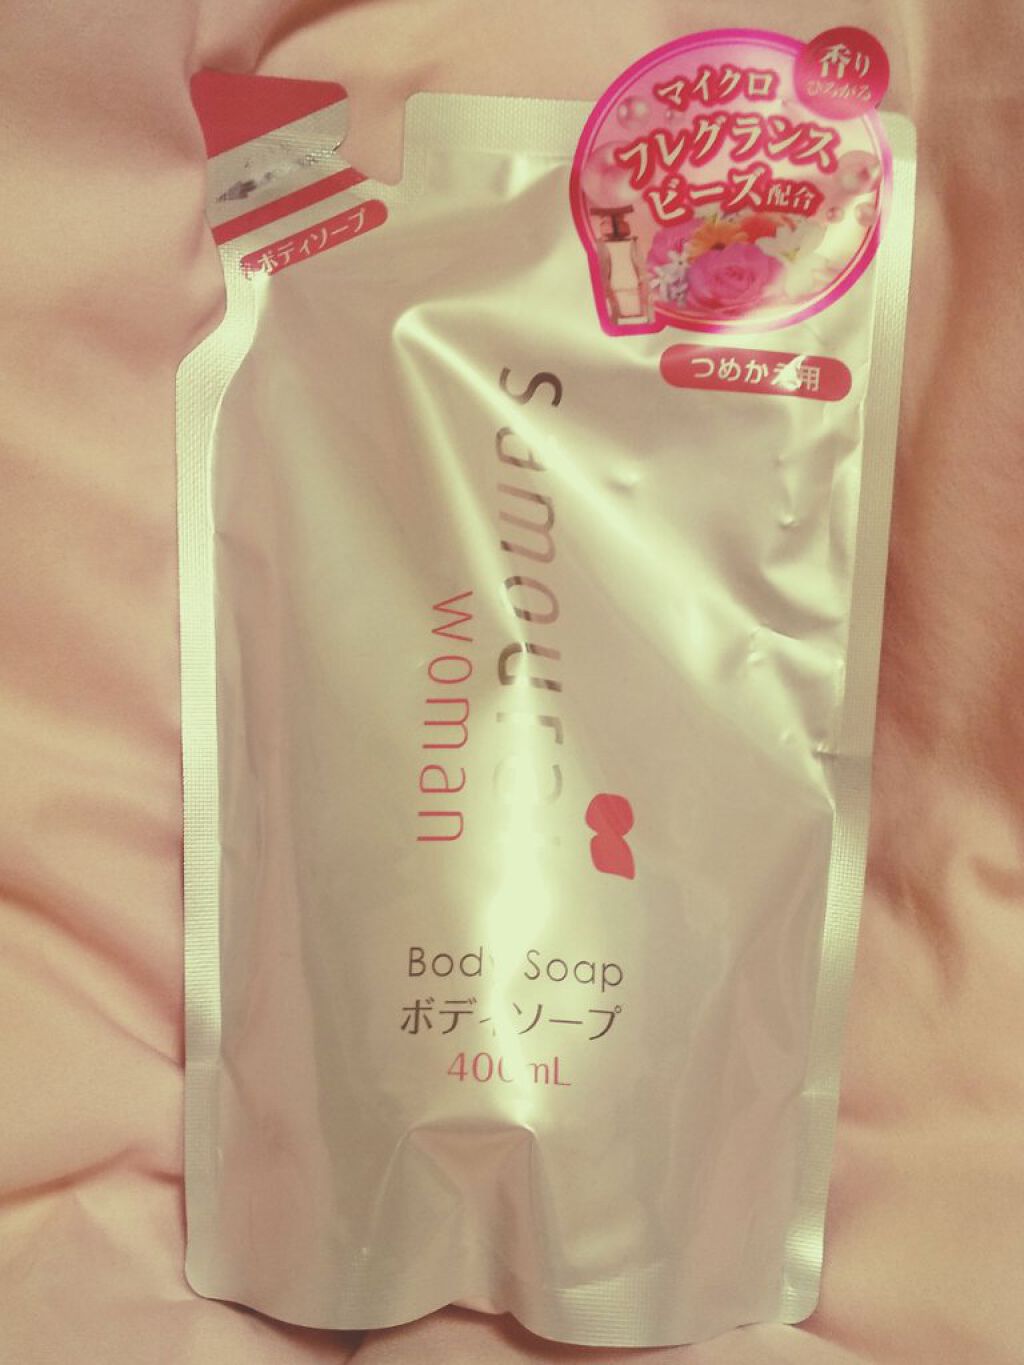 香り
ひろがる
マイクロ
フレグランス
ビーズ配合
ボディソープ
つめかえ用
Samourai
woman
Body Soap
ボディソープ
400mL